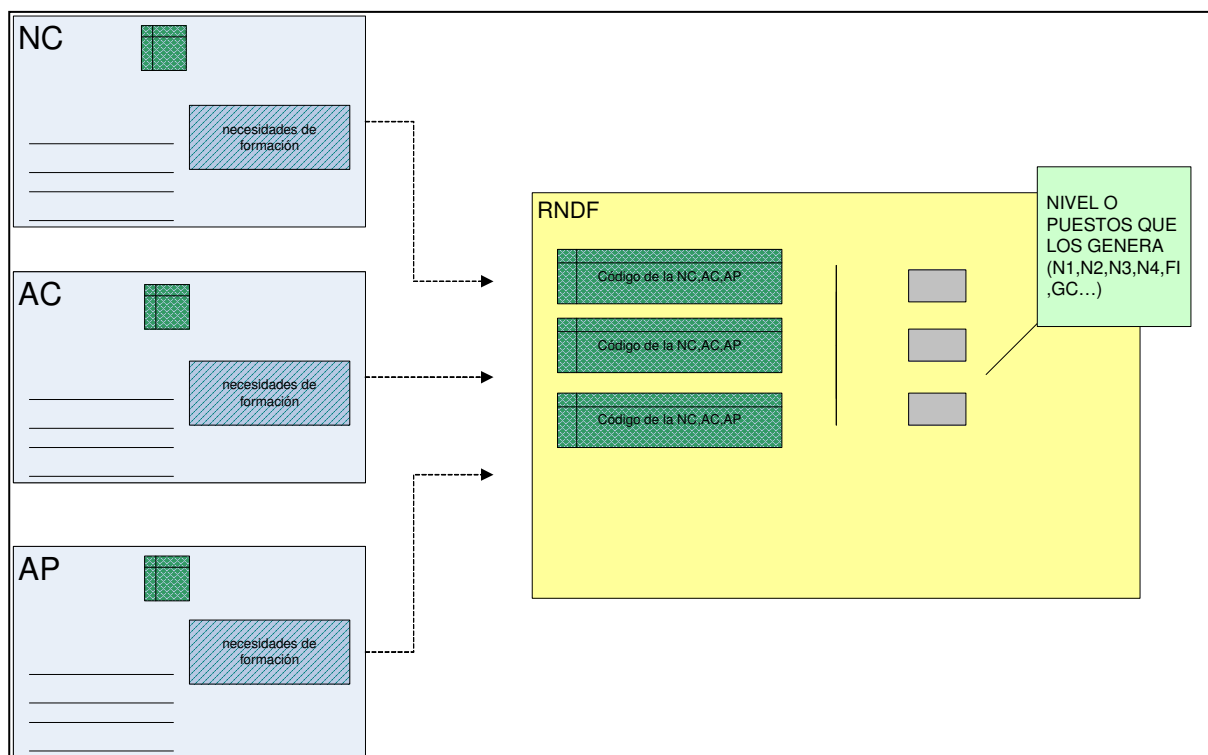 NC
necesidades de
formación
AC
necesidades de
formación
AP
necesidades de
formación
RNDF
Código de la NC,AC,AP
Código de la NC,AC,AP
Código de la NC,AC,AP
NIVEL O
PUESTOS QUE
LOS GENERA
(N1,N2,N3,N4,FI
,GC…)